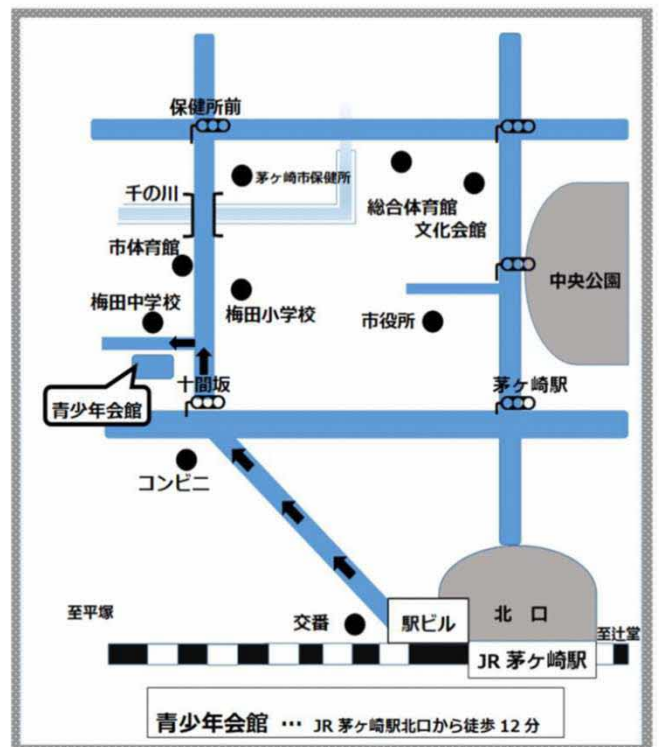 保健所前
茅ヶ崎市保健所
千の川
総合体育館
文化会館
市体育館
中央公園
梅田中学校
梅田小学校
市役所
十間坂
茅ヶ崎駅
青少年会館
コンビニ
至平塚
交番
駅ビル
北 口
至辻堂
JR 茅ヶ崎駅
青少年会館 … JR 茅ヶ崎駅北口から徒歩 12 分